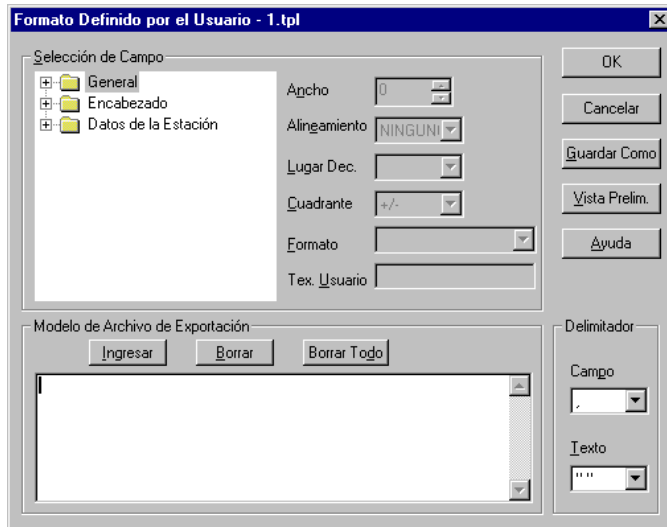 Formato Definido por el Usuario - 1.tpl
Selección de Campo
General
Encabezado
Datos de la Estación
Ancho
0
Alineamiento
NINGUN
Lugar Dec.
Cuadrante
+/-
Formato
Tex. Usuario
OK
Cancelar
Guardar Como
Vista Prelim.
Ayuda
Modelo de Archivo de Exportación
Ingresar
Borrar
Borrar Todo
Delimitador
Campo
,
Texto
" "